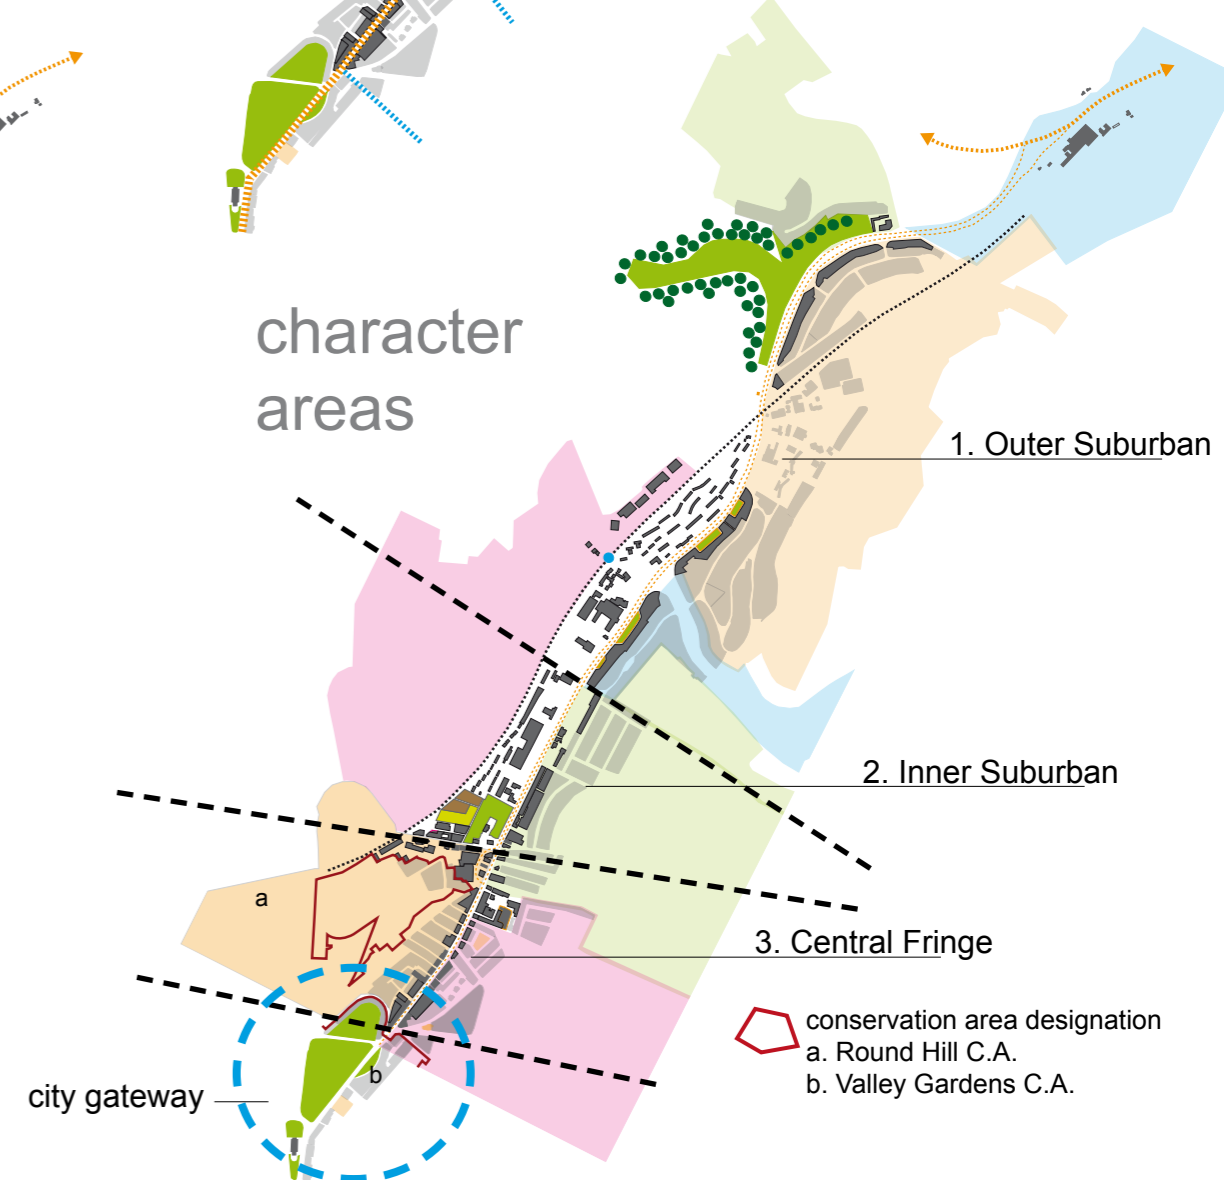 character
areas
1. Outer Suburban
2. Inner Suburban
a
3. Central Fringe
conservation area designation
a. Round Hill C.A.
b. Valley Gardens C.A.
b
city gateway